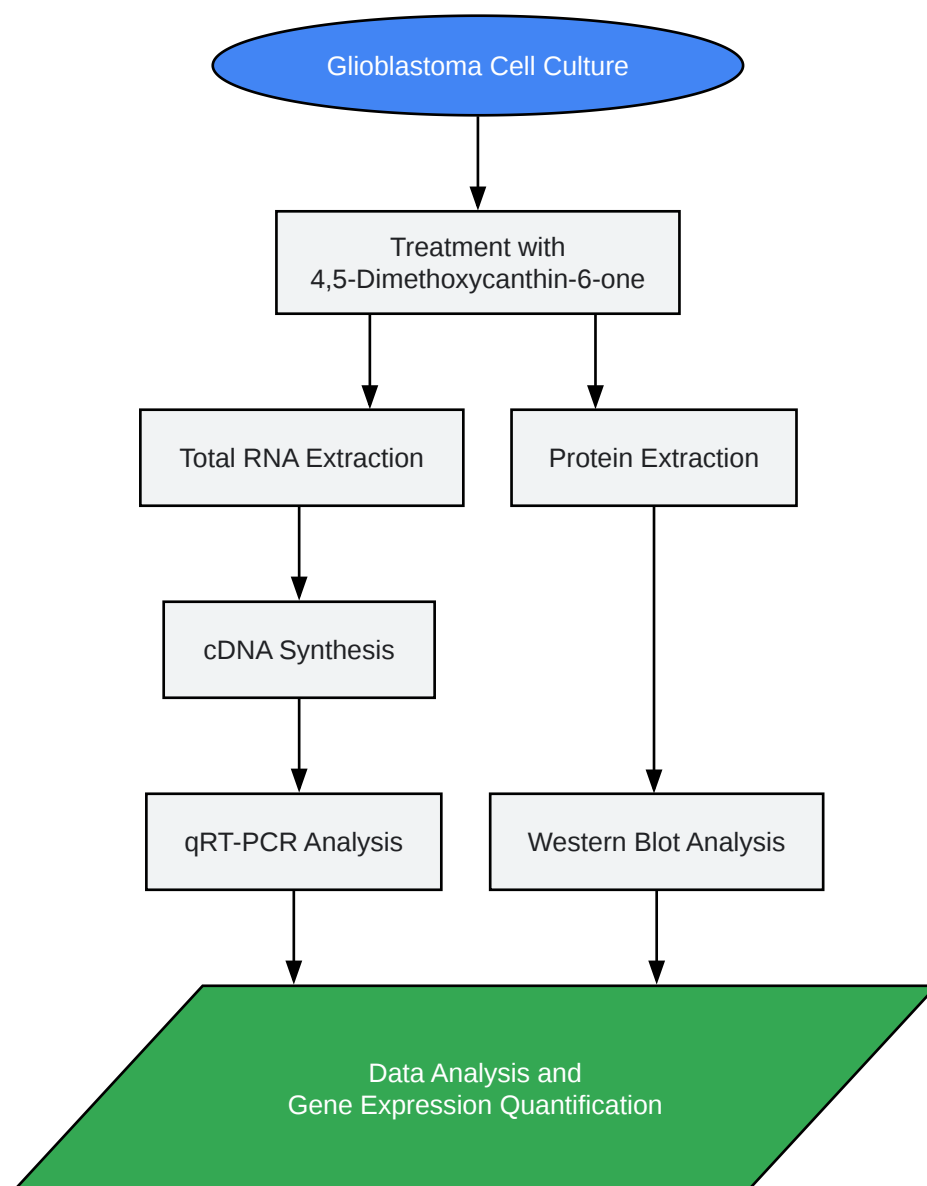 Glioblastoma Cell Culture
Treatment with
4,5-Dimethoxycanthin-6-one
Total RNA Extraction
Protein Extraction
cDNA Synthesis
qRT-PCR Analysis
Western Blot Analysis
Data Analysis and
Gene Expression Quantification